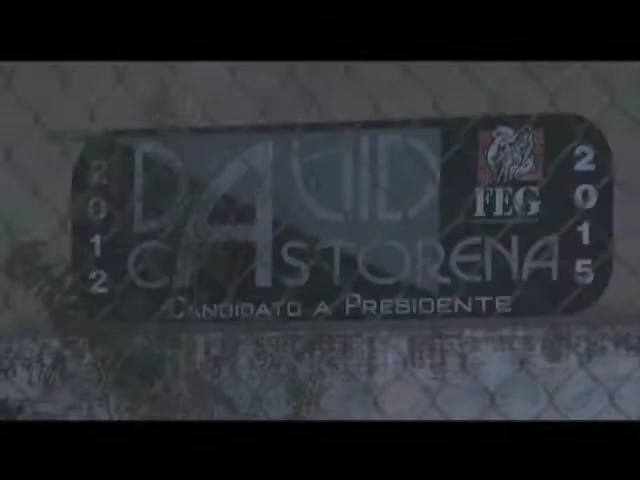 2012
DAVID
CASTORENA
CANDIDATO A PRESIDENTE
FEG
2015